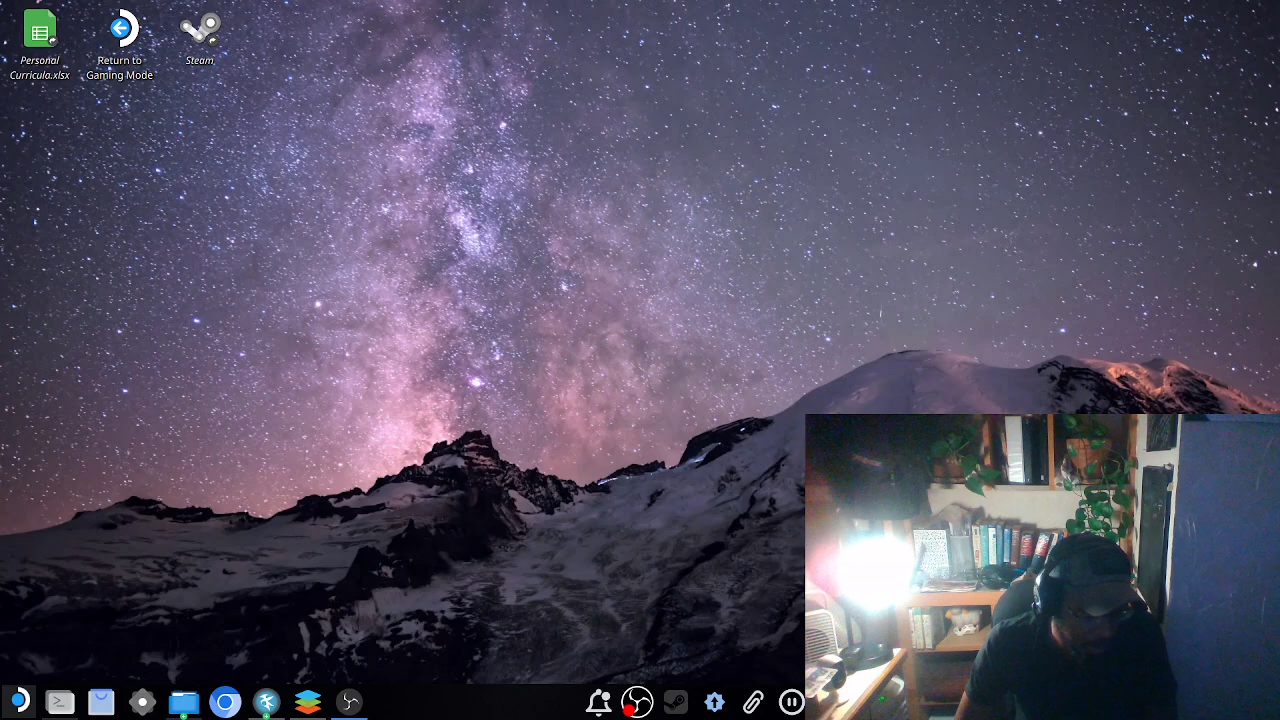 Personal
Curricula.xlsx
Return to
Gaming Mode
Steam